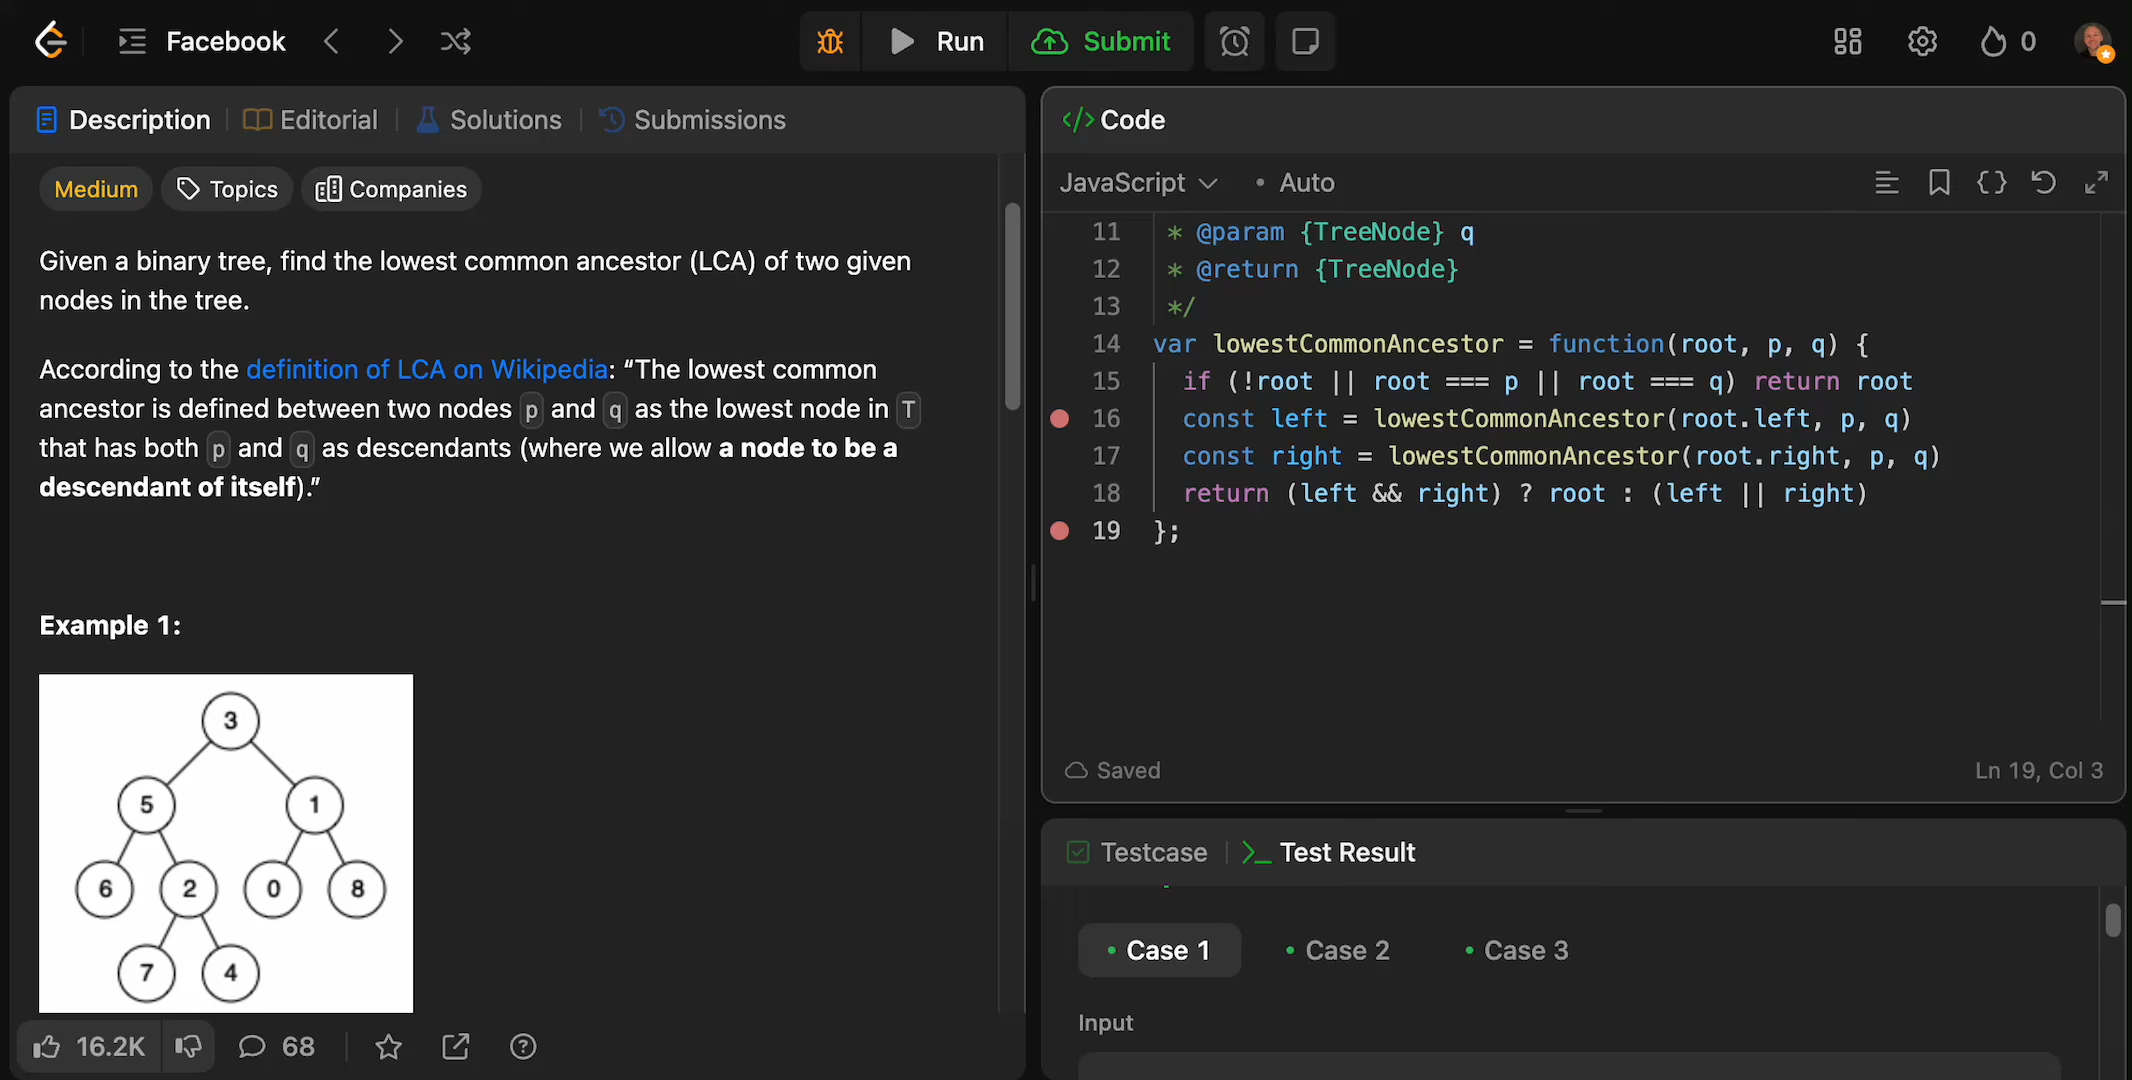 Facebook
Run
Submit
0
Description
Editorial
Solutions
Submissions
Medium
Topics
Companies
Given a binary tree, find the lowest common ancestor (LCA) of two given
nodes in the tree.
According to the definition of LCA on Wikipedia: “The lowest common
ancestor is defined between two nodes p and q as the lowest node in T
that has both p and q as descendants (where we allow a node to be a
descendant of itself).”
Example 1:
3
5
1
6
2
0
8
7
4
16.2K
68
</> Code
JavaScript
• Auto
11 * @param {TreeNode} q
12 * @return {TreeNode}
13 */
14 var lowestCommonAncestor = function(root, p, q) {
15 if (!root || root === p || root === q) return root
16 const left = lowestCommonAncestor(root.left, p, q)
17 const right = lowestCommonAncestor(root.right, p, q)
18 return (left && right) ? root : (left || right)
19 };
Saved
Ln 19, Col 3
Testcase
>_ Test Result
• Case 1
• Case 2
• Case 3
Input